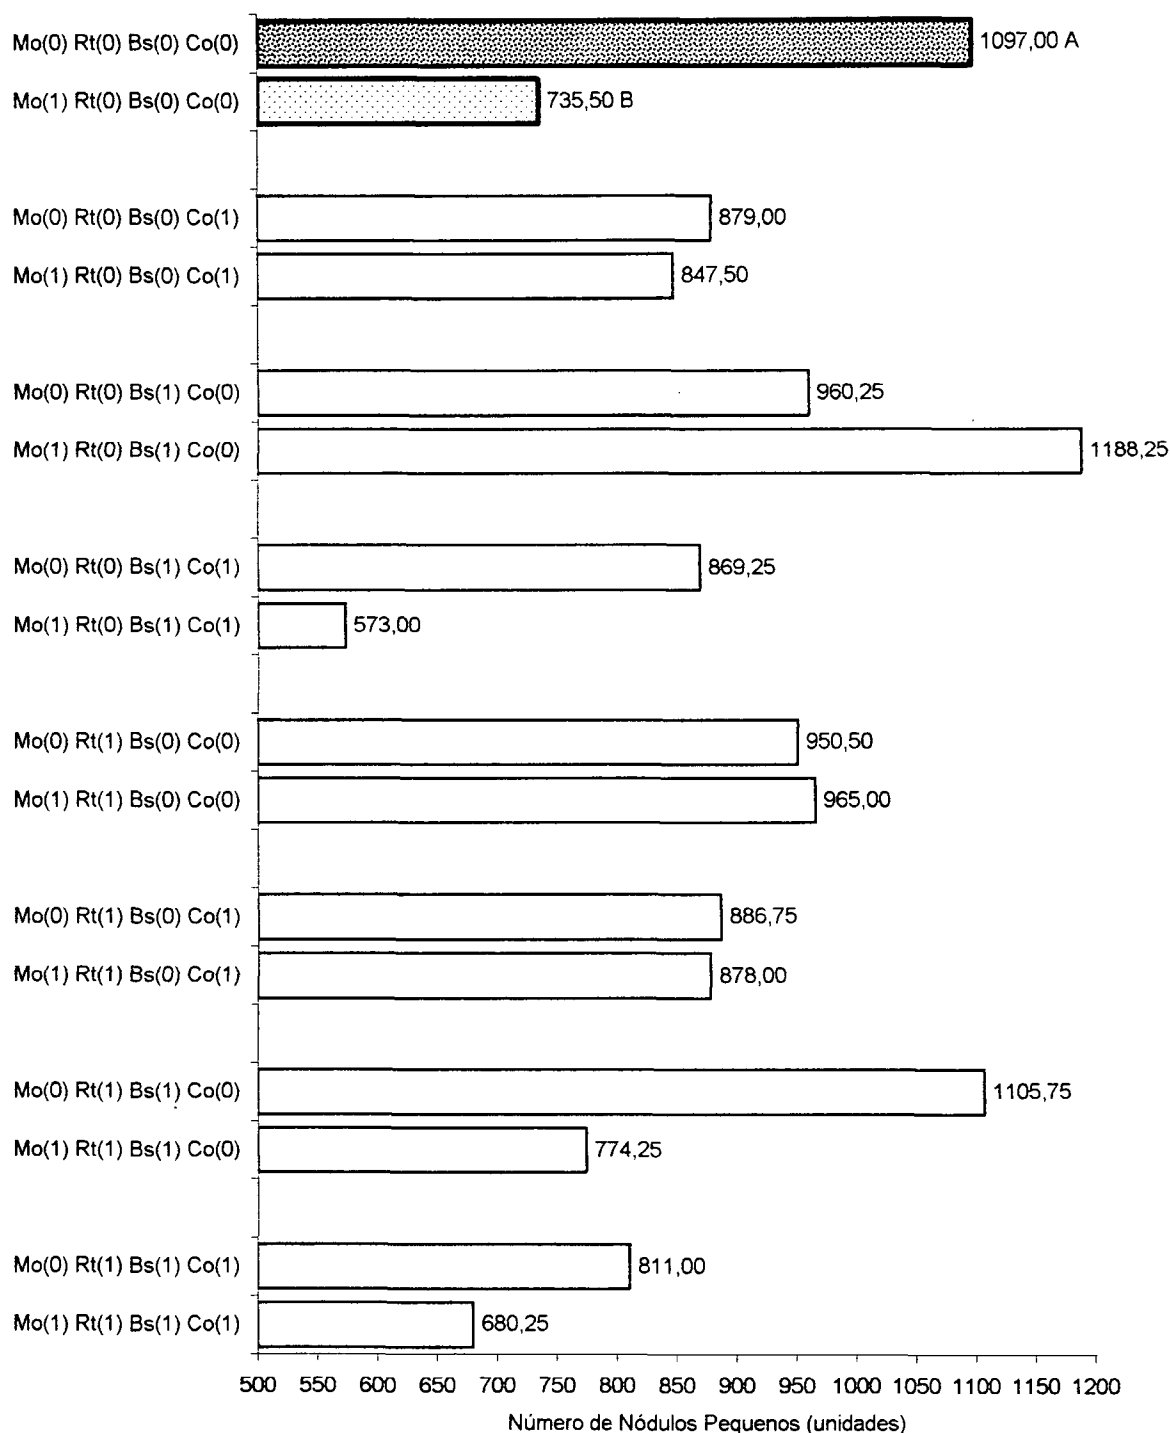 Mo(0) Rt(0) Bs(0) Co(0) 1097,00 A
Mo(1) Rt(0) Bs(0) Co(0) 735,50 B
Mo(0) Rt(0) Bs(0) Co(1) 879,00
Mo(1) Rt(0) Bs(0) Co(1) 847,50
Mo(0) Rt(0) Bs(1) Co(0) 960,25
Mo(1) Rt(0) Bs(1) Co(0) 1188,25
Mo(0) Rt(0) Bs(1) Co(1) 869,25
Mo(1) Rt(0) Bs(1) Co(1) 573,00
Mo(0) Rt(1) Bs(0) Co(0) 950,50
Mo(1) Rt(1) Bs(0) Co(0) 965,00
Mo(0) Rt(1) Bs(0) Co(1) 886,75
Mo(1) Rt(1) Bs(0) Co(1) 878,00
Mo(0) Rt(1) Bs(1) Co(0) 1105,75
Mo(1) Rt(1) Bs(1) Co(0) 774,25
Mo(0) Rt(1) Bs(1) Co(1) 811,00
Mo(1) Rt(1) Bs(1) Co(1) 680,25
500 550 600 650 700 750 800 850 900 950 1000 1050 1100 1150 1200
Número de Nódulos Pequenos (unidades)